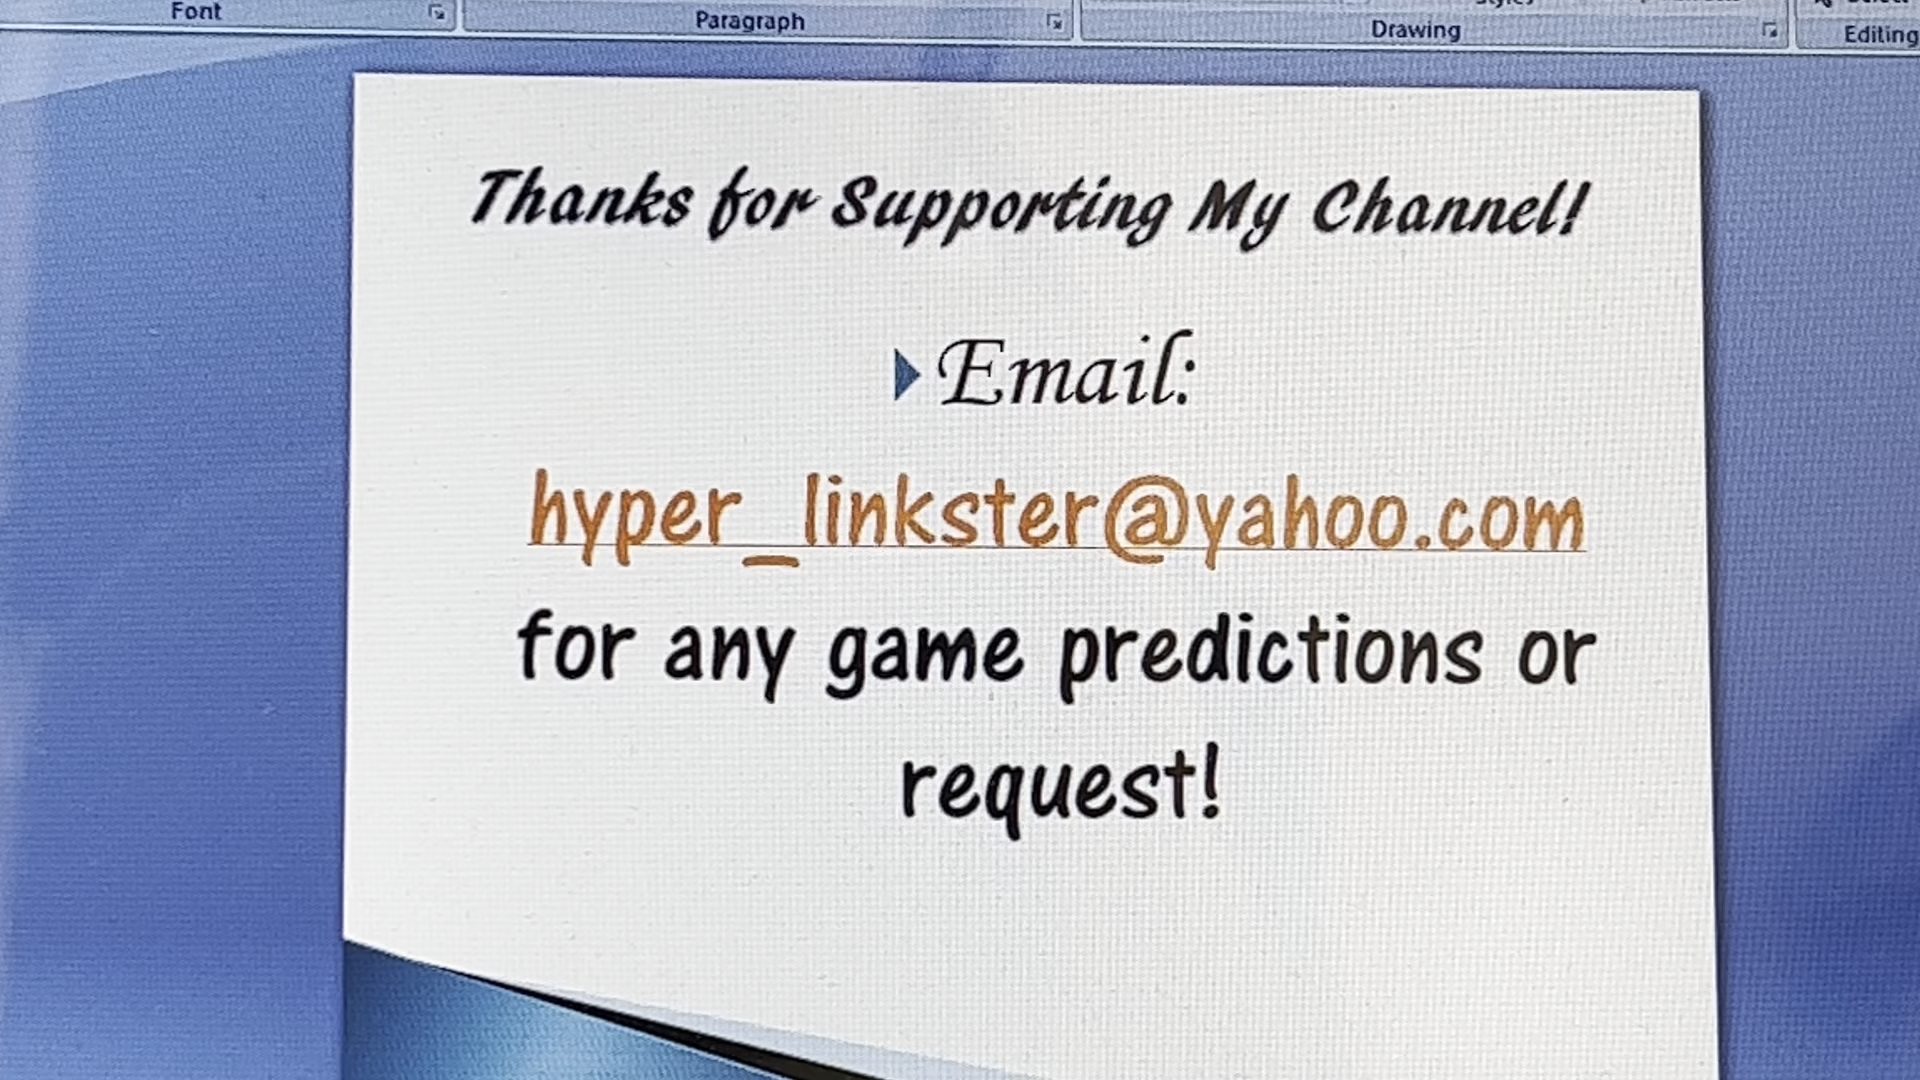 Font Paragraph Drawing Editing
Thanks for Supporting My Channel!
Email:
hyper_linkster@yahoo.com
for any game predictions or
request!